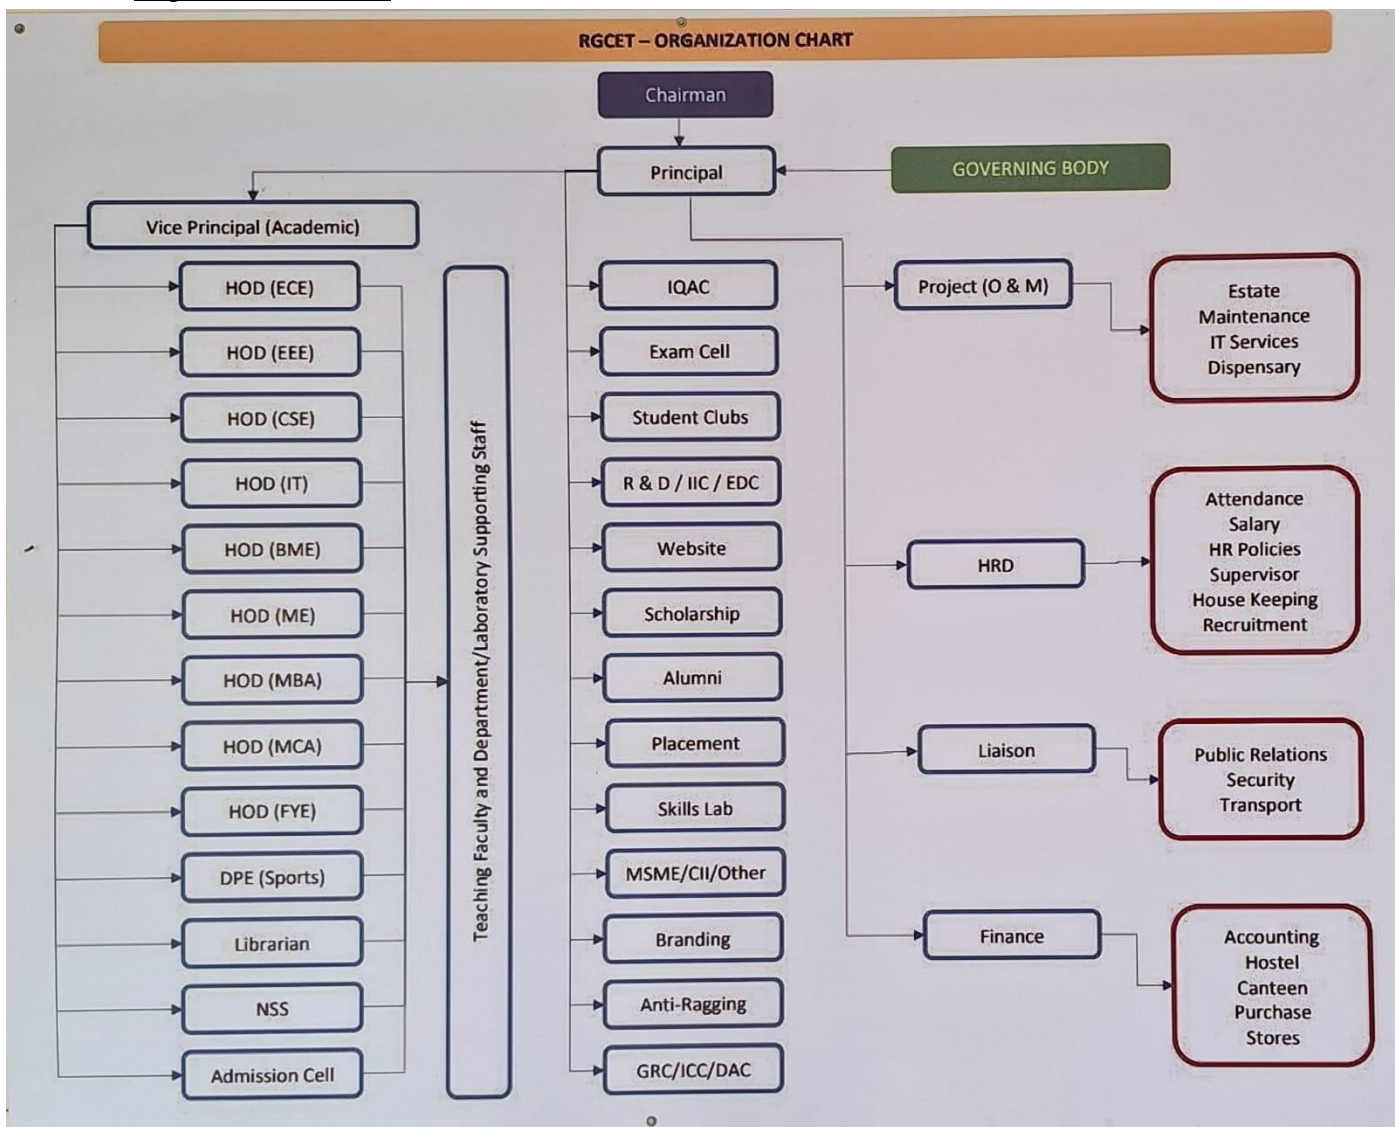 RGCET – ORGANIZATION CHART
Chairman
Principal
GOVERNING BODY
Vice Principal (Academic)
HOD (ECE)
HOD (EEE)
HOD (CSE)
HOD (IT)
HOD (BME)
HOD (ME)
HOD (MBA)
HOD (MCA)
HOD (FYE)
DPE (Sports)
Librarian
NSS
Admission Cell
Teaching Faculty and Department/Laboratory Supporting Staff
IQAC
Exam Cell
Student Clubs
R & D / IIC / EDC
Website
Scholarship
Alumni
Placement
Skills Lab
MSME/CII/Other
Branding
Anti-Ragging
GRC/ICC/DAC
Project (O & M)
Estate
Maintenance
IT Services
Dispensary
HRD
Attendance
Salary
HR Policies
Supervisor
House Keeping
Recruitment
Liaison
Public Relations
Security
Transport
Finance
Accounting
Hostel
Canteen
Purchase
Stores